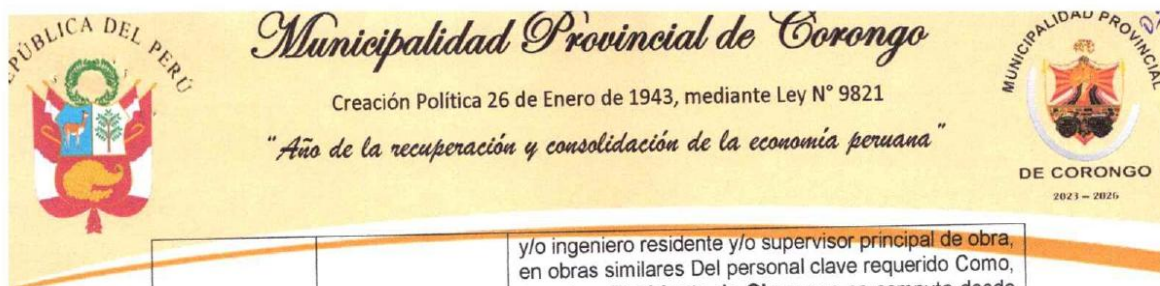 REPÚBLICA DEL PERÚ
Municipalidad Provincial de Corongo
Creación Política 26 de Enero de 1943, mediante Ley N° 9821
"Año de la recuperación y consolidación de la economía peruana"
MUNICIPALIDAD PROVINCIAL
DE CORONGO
2023 – 2026
y/o ingeniero residente y/o supervisor principal de obra,
en obras similares Del personal clave requerido Como,